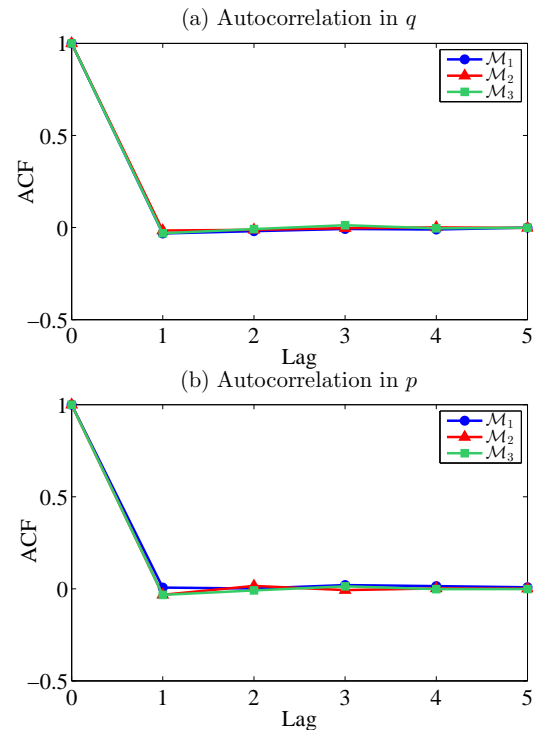 (a) Autocorrelation in q
1
0.5
0
−0.5
ACF
0 1 2 3 4 5
Lag
ℳ₁
ℳ₂
ℳ₃
(b) Autocorrelation in p
1
0.5
0
−0.5
ACF
0 1 2 3 4 5
Lag
ℳ₁
ℳ₂
ℳ₃